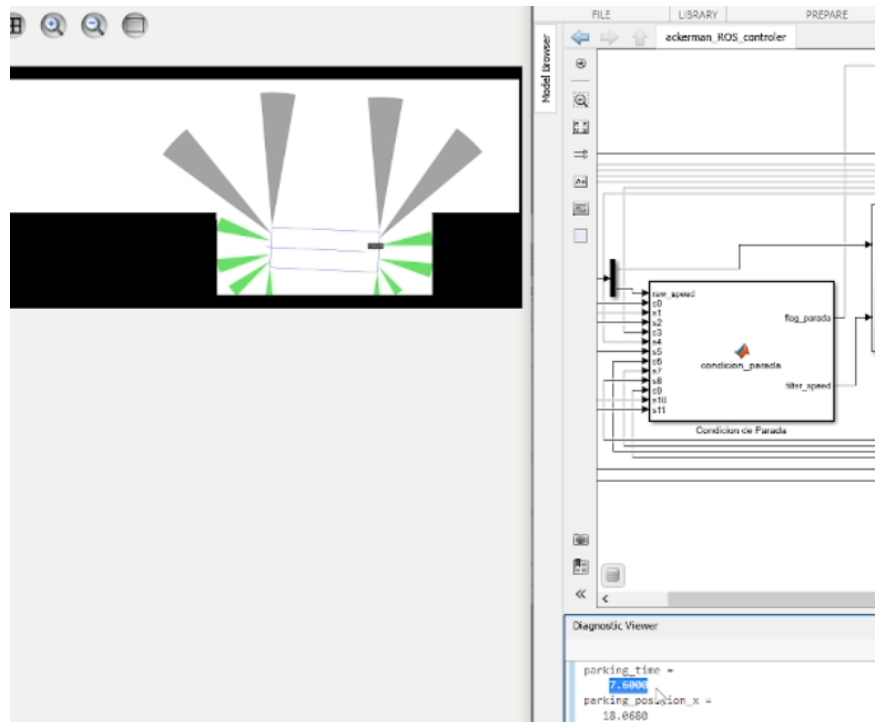 FILE
LIBRARY
PREPARE
Model Browser
ackerman_ROS_controler
raw_speed
s0
s1
s2
s3
s4
s5
s6
s7
s8
s9
s10
s11
condicion_parada
flag_parada
filter_speed
Condicion de Parada
Diagnostic Viewer
parking_time =
7.6000
parking_position_x =
18.0680